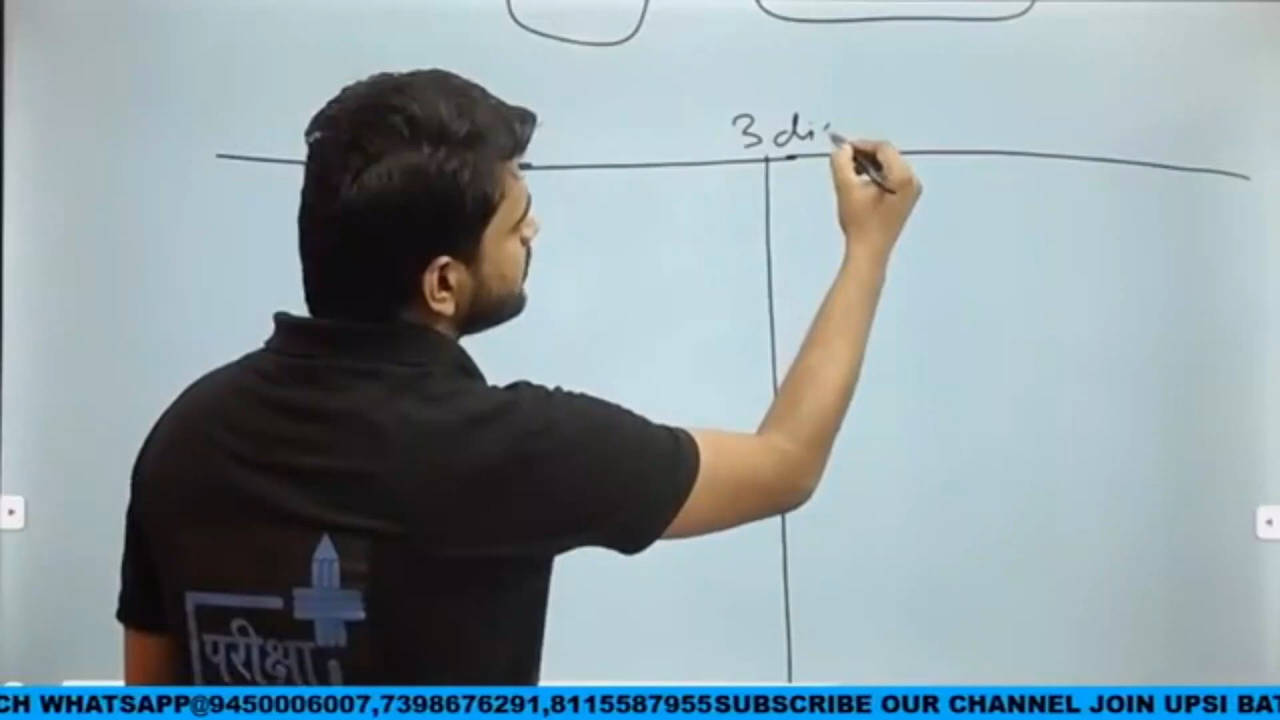 3 di
परीक्षा
CH WHATSAPP@9450006007,7398676291,8115587955SUBSCRIBE OUR CHANNEL JOIN UPSI BAT